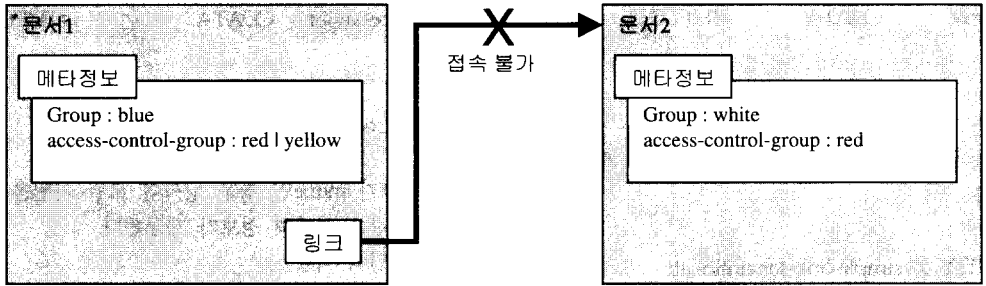 문서1
메타정보
Group : blue
access-control-group : red | yellow
링크
접속 불가
문서2
메타정보
Group : white
access-control-group : red